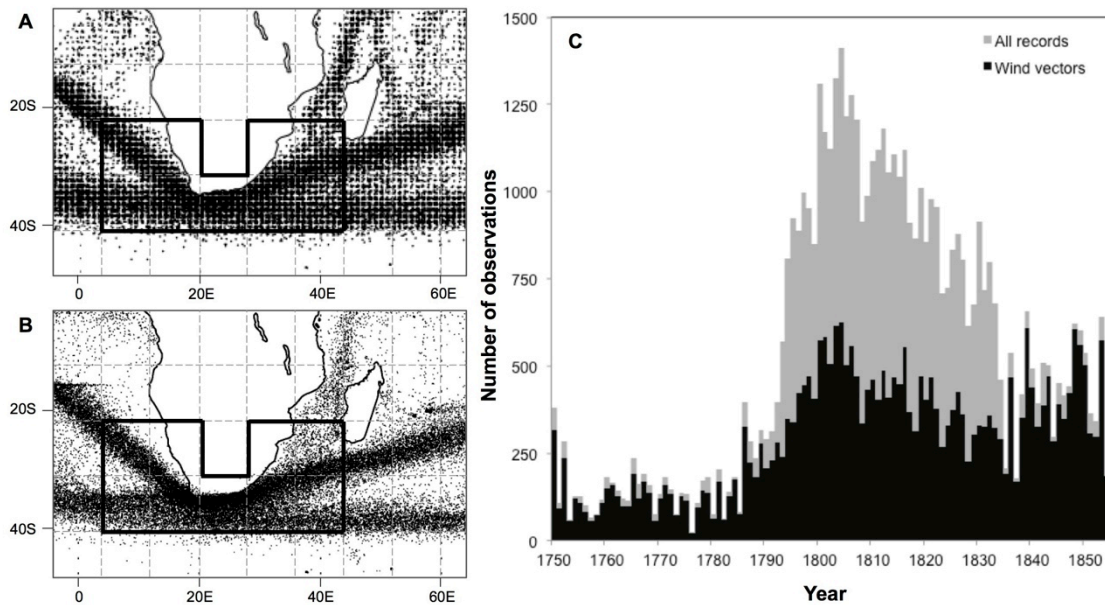 A
20S
40S
0 20E 40E 60E
B
20S
40S
0 20E 40E 60E
C
All records
Wind vectors
Number of observations
1500
1250
1000
750
500
250
0
1750 1760 1770 1780 1790 1800 1810 1820 1830 1840 1850
Year